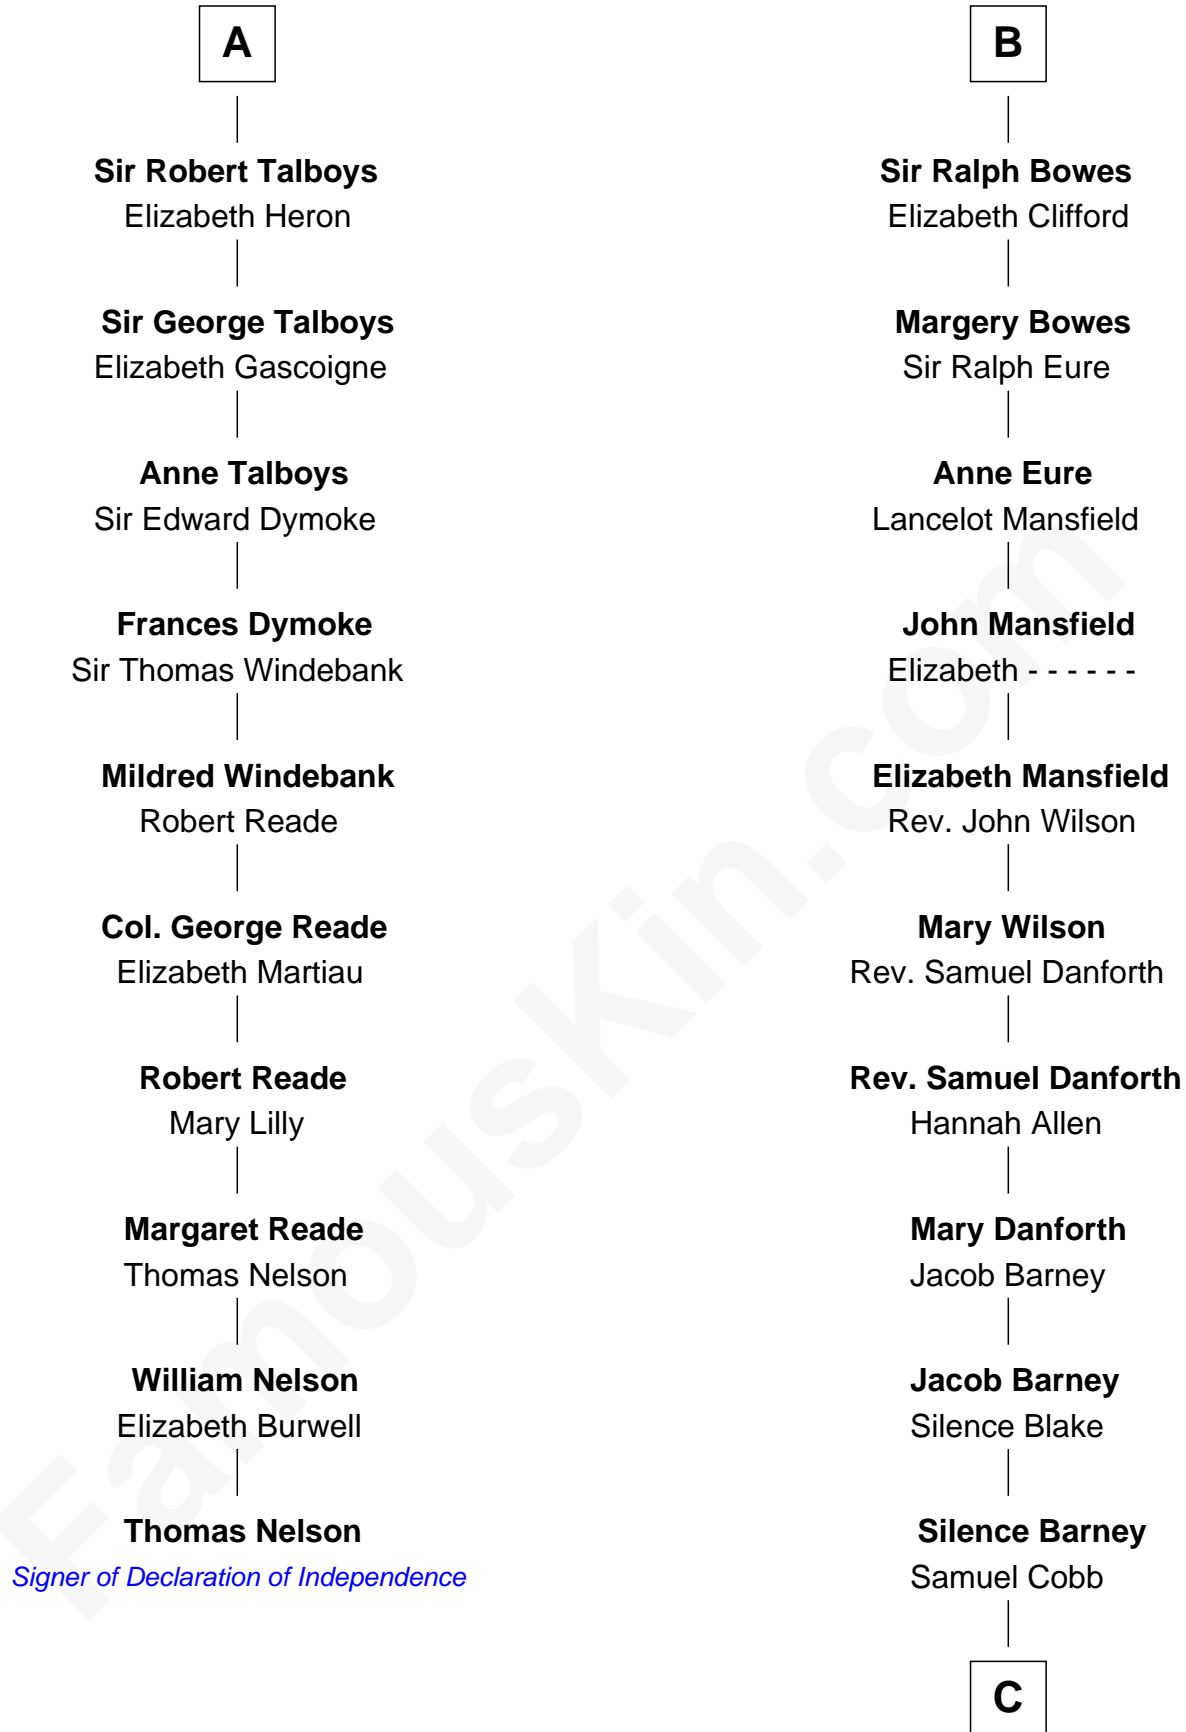 A
Sir Robert Talboys
Elizabeth Heron
Sir George Talboys
Elizabeth Gascoigne
Anne Talboys
Sir Edward Dymoke
Frances Dymoke
Sir Thomas Windebank
Mildred Windebank
Robert Reade
Col. George Reade
Elizabeth Martiau
Robert Reade
Mary Lilly
Margaret Reade
Thomas Nelson
William Nelson
Elizabeth Burwell
Thomas Nelson
Signer of Declaration of Independence
B
Sir Ralph Bowes
Elizabeth Clifford
Margery Bowes
Sir Ralph Eure
Anne Eure
Lancelot Mansfield
John Mansfield
Elizabeth - - - - - -
Elizabeth Mansfield
Rev. John Wilson
Mary Wilson
Rev. Samuel Danforth
Rev. Samuel Danforth
Hannah Allen
Mary Danforth
Jacob Barney
Jacob Barney
Silence Blake
Silence Barney
Samuel Cobb
C
FamousKin.com